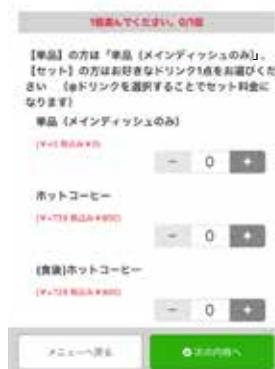 1個選んでください。0/1個
【単品】の方は「単品（メインディッシュのみ)」、
【セット】の方はお好きなドリンク1点をお選びくだ
さい （※ドリンクを選択することでセット料金に
なります）
単品（メインディッシュのみ）
－ 0 ＋
ホットコーヒー
－ 0 ＋
(食後)ホットコーヒー
－ 0 ＋
メニューへ戻る
次の内容へ